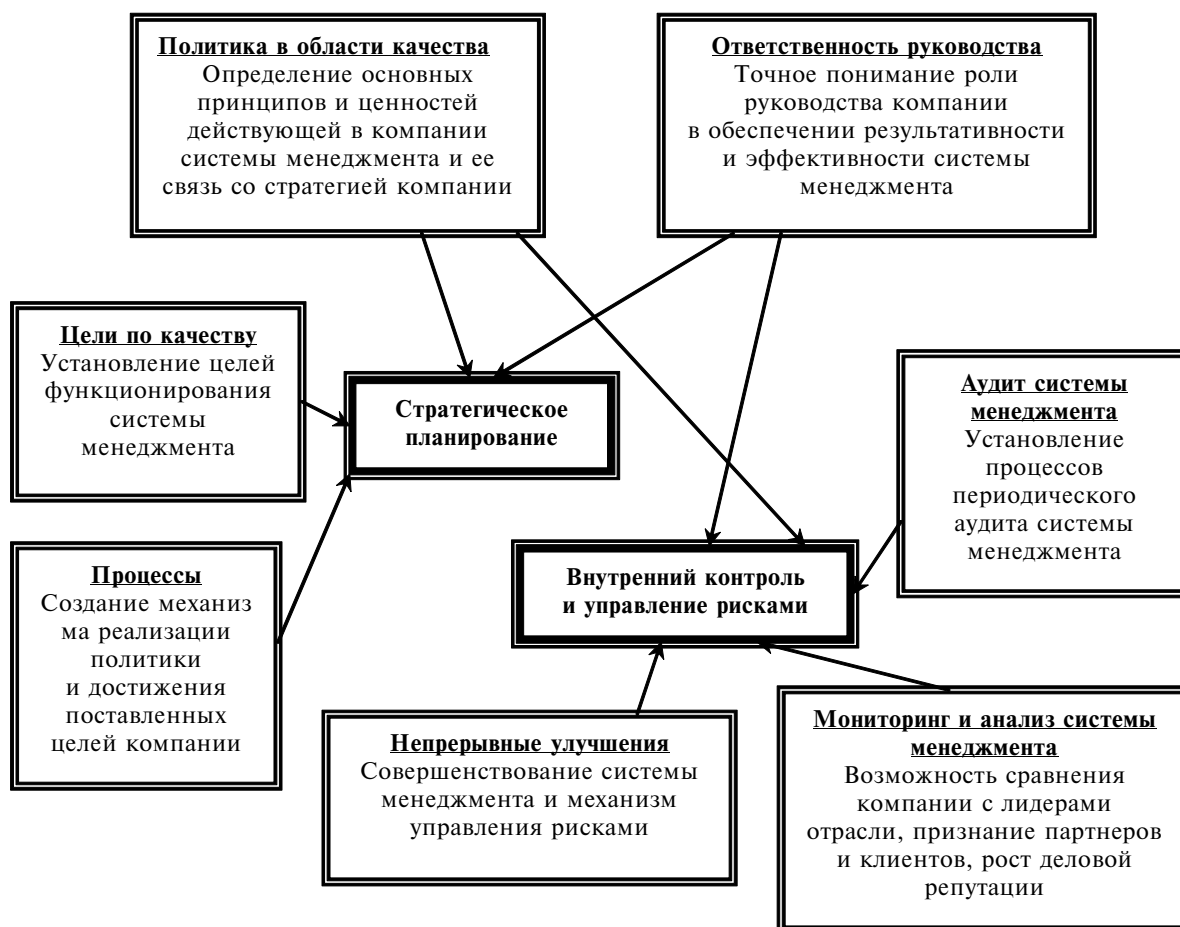 Политика в области качества
Определение основных
принципов и ценностей
действующей в компании
системы менеджмента и ее
связь со стратегией компании
Ответственность руководства
Точное понимание роли
руководства компании
в обеспечении результативности
и эффективности системы
менеджмента
Цели по качеству
Установление целей
функционирования
системы
менеджмента
Стратегическое
планирование
Аудит системы
менеджмента
Установление
процессов
периодического
аудита системы
менеджмента
Процессы
Создание механиз
ма реализации
политики
и достижения
поставленных
целей компании
Внутренний контроль
и управление рисками
Непрерывные улучшения
Совершенствование системы
менеджмента и механизм
управления рисками
Мониторинг и анализ системы
менеджмента
Возможность сравнения
компании с лидерами
отрасли, признание партнеров
и клиентов, рост деловой
репутации